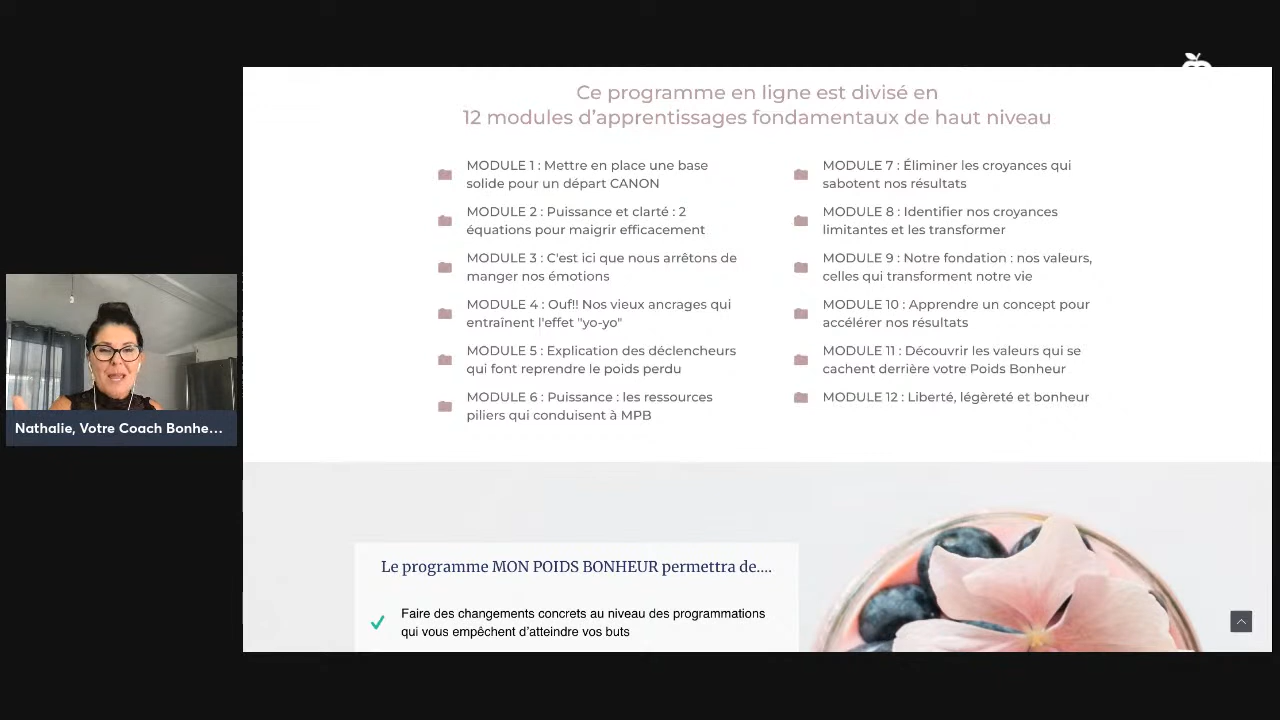 Ce programme en ligne est divisé en
12 modules d'apprentissages fondamentaux de haut niveau
MODULE 1 : Mettre en place une base
solide pour un départ CANON
MODULE 2 : Puissance et clarté : 2
équations pour maigrir efficacement
MODULE 3 : C'est ici que nous arrêtons de
manger nos émotions
MODULE 4 : Ouf!! Nos vieux ancrages qui
entraînent l'effet "yo-yo"
MODULE 5 : Explication des déclencheurs
qui font reprendre le poids perdu
MODULE 6 : Puissance : les ressources
piliers qui conduisent à MPB
MODULE 7 : Éliminer les croyances qui
sabotent nos résultats
MODULE 8 : Identifier nos croyances
limitantes et les transformer
MODULE 9 : Notre fondation : nos valeurs,
celles qui transforment notre vie
MODULE 10 : Apprendre un concept pour
accélérer nos résultats
MODULE 11 : Découvrir les valeurs qui se
cachent derrière votre Poids Bonheur
MODULE 12 : Liberté, légèreté et bonheur
Nathalie, Votre Coach Bonhe...
Le programme MON POIDS BONHEUR permettra de....
Faire des changements concrets au niveau des programmations
qui vous empêchent d'atteindre vos buts